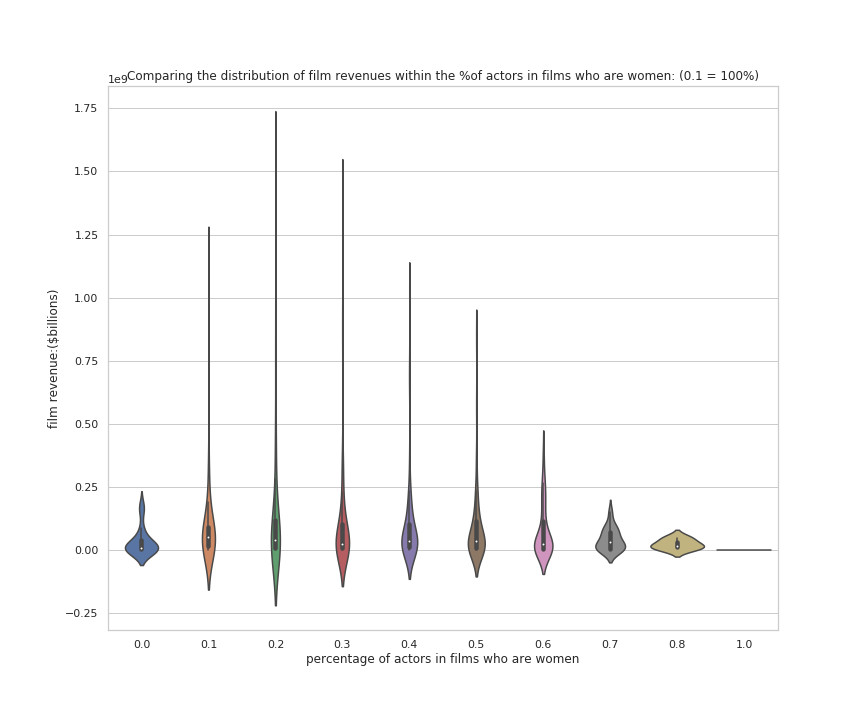 Comparing the distribution of film revenues within the %of actors in films who are women: (0.1 = 100%)
1e9
1.75
1.50
1.25
1.00
0.75
0.50
0.25
0.00
−0.25
film revenue:($billions)
0.0 0.1 0.2 0.3 0.4 0.5 0.6 0.7 0.8 1.0
percentage of actors in films who are women